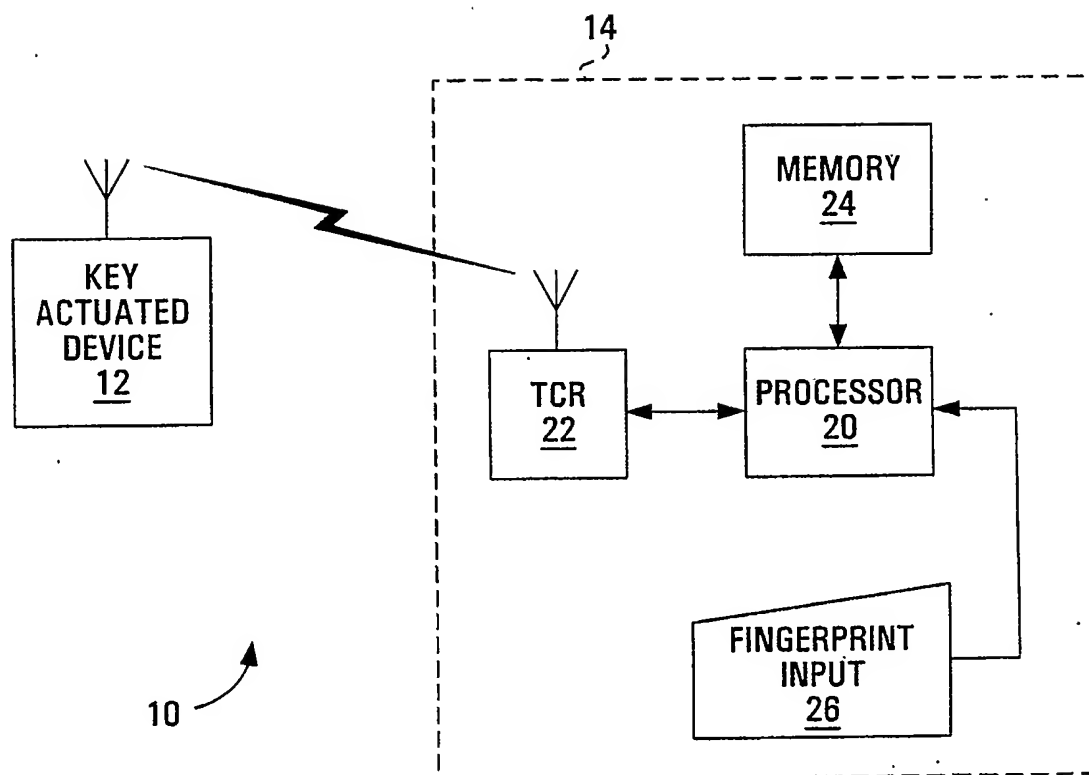 14
MEMORY
24
KEY
ACTUATED
DEVICE
12
TCR
22
PROCESSOR
20
FINGERPRINT
INPUT
26
10